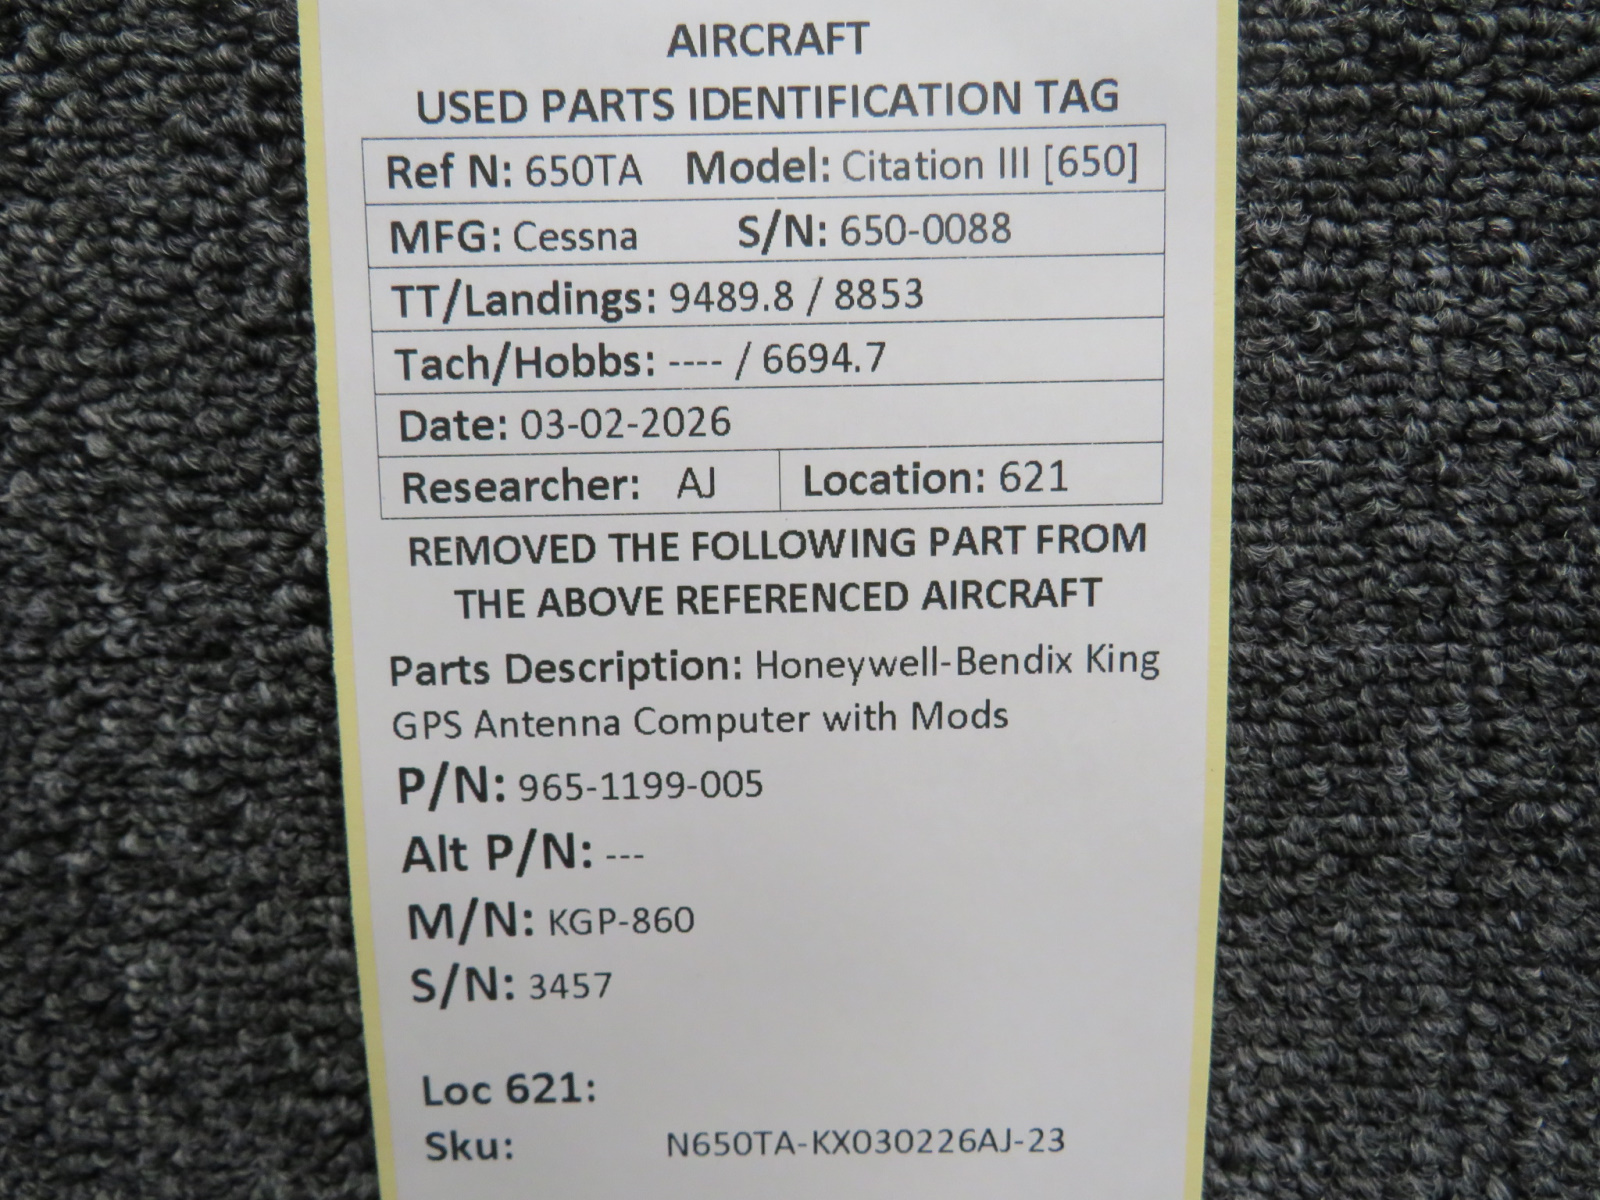 AIRCRAFT
USED PARTS IDENTIFICATION TAG
Ref N: 650TA Model: Citation III [650]
MFG: Cessna S/N: 650-0088
TT/Landings: 9489.8 / 8853
Tach/Hobbs: ---- / 6694.7
Date: 03-02-2026
Researcher: AJ Location: 621
REMOVED THE FOLLOWING PART FROM
THE ABOVE REFERENCED AIRCRAFT
Parts Description: Honeywell-Bendix King
GPS Antenna Computer with Mods
P/N: 965-1199-005
Alt P/N: ---
M/N: KGP-860
S/N: 3457
Loc 621:
Sku: N650TA-KX030226AJ-23